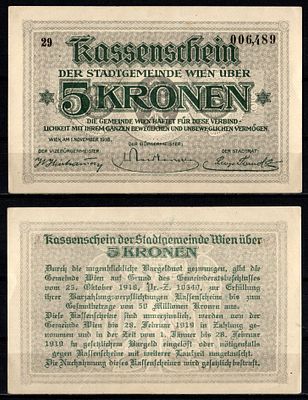 29
006,489
Kassenschein
DER STADTGEMEINDE WIEN ÜBER
5 KRONEN
DIE GEMEINDE WIEN HAFTET FÜR DIESE VERBIND-
LICHKEIT MIT IHREM GANZEN BEWEGLICHEN UND UNBEWEGLICHEN VERMÖGEN.
WIEN, AM 1. NOVEMBER 1918.
DER VIZEBÜRGERMEISTER:
DER BÜRGERMEISTER:
DER STADTRAT:
Kassenschein der Stadtgemeinde Wien über
5 KRONEN
Durch die augenblickliche Bargeldnot gezwungen, gibt die
Gemeinde Wien auf Grund des Gemeinderatsbeschlusses
vom 25. Oktober 1918, Pr.-Z. 10340, zur Erfüllung
ihrer Barzahlungsverpflichtungen Kassenscheine bis zum
Gesamtbetrage von 50 Millionen Kronen aus.
Diese Kassenscheine sind unverzinslich, werden von der
Gemeinde Wien bis 28. Februar 1919 in Zahlung ge-
nommen und in der Zeit vom 1. Jänner bis 28. Februar
1919 in gesetzliches Bargeld eingelöst oder nötigenfalls
gegen Kassenscheine mit weiterer Laufzeit umgetauscht.
Die Nachahmung dieses Kassenscheines wird gesetzlich bestraft.